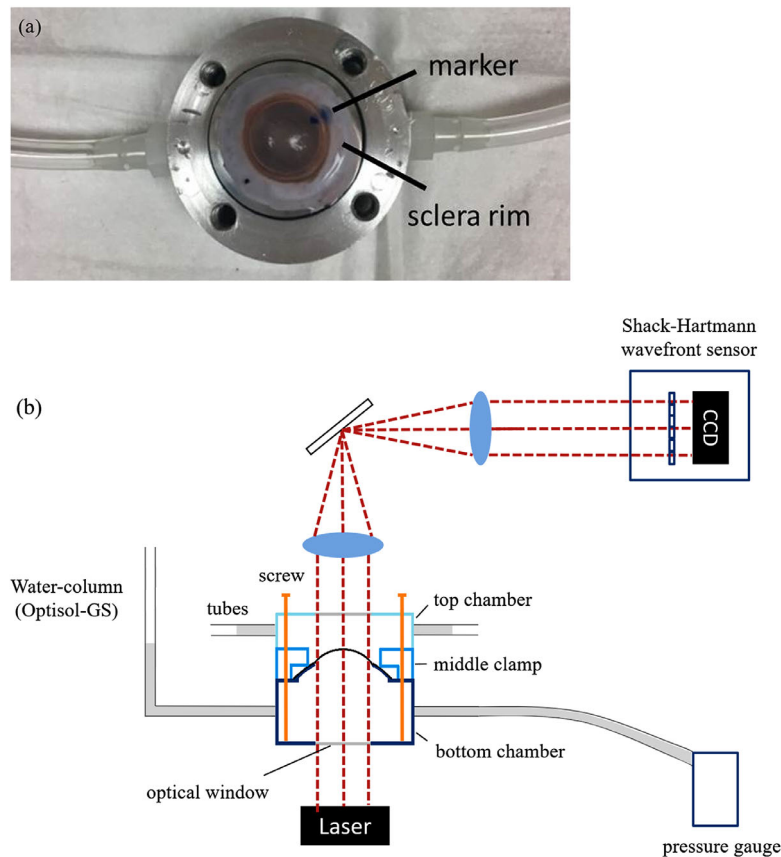 (a)
marker
sclera rim
Shack-Hartmann
wavefront sensor
(b)
CCD
Water-column
(Optisol-GS)
screw
tubes
top chamber
middle clamp
bottom chamber
optical window
Laser
pressure gauge